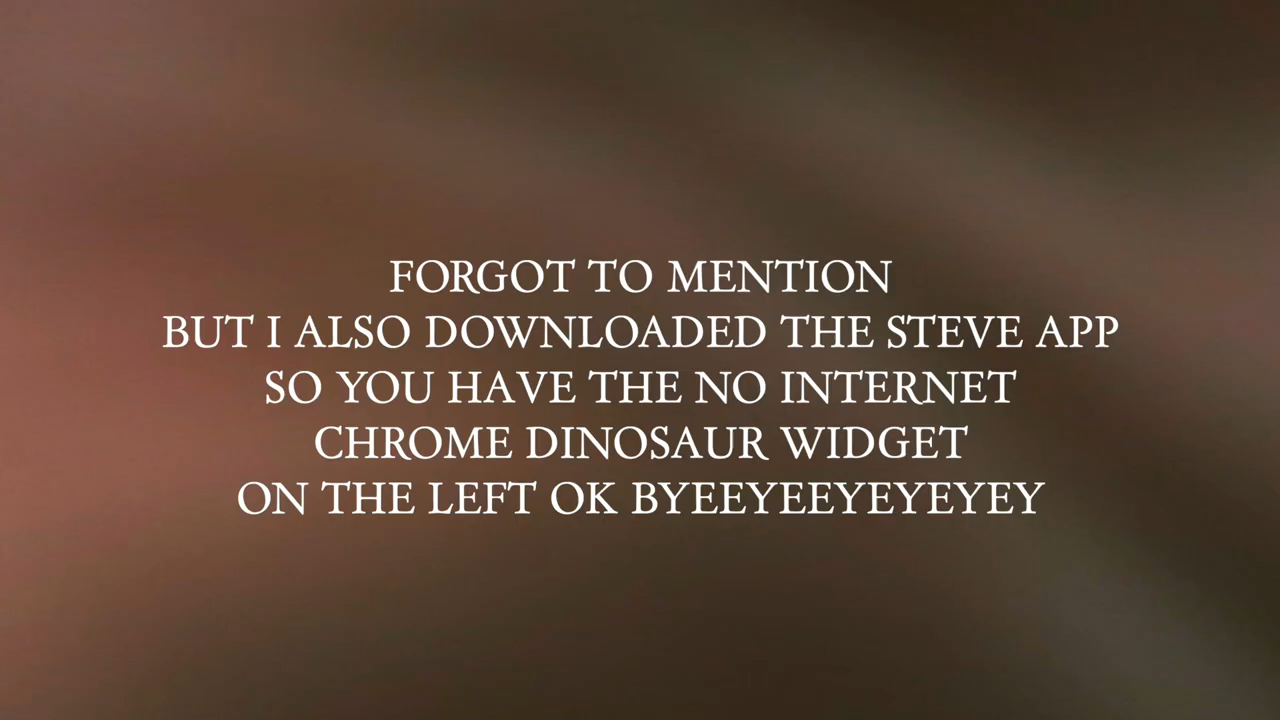 FORGOT TO MENTION
BUT I ALSO DOWNLOADED THE STEVE APP
SO YOU HAVE THE NO INTERNET
CHROME DINOSAUR WIDGET
ON THE LEFT OK BYEEYEEYEYEYEY